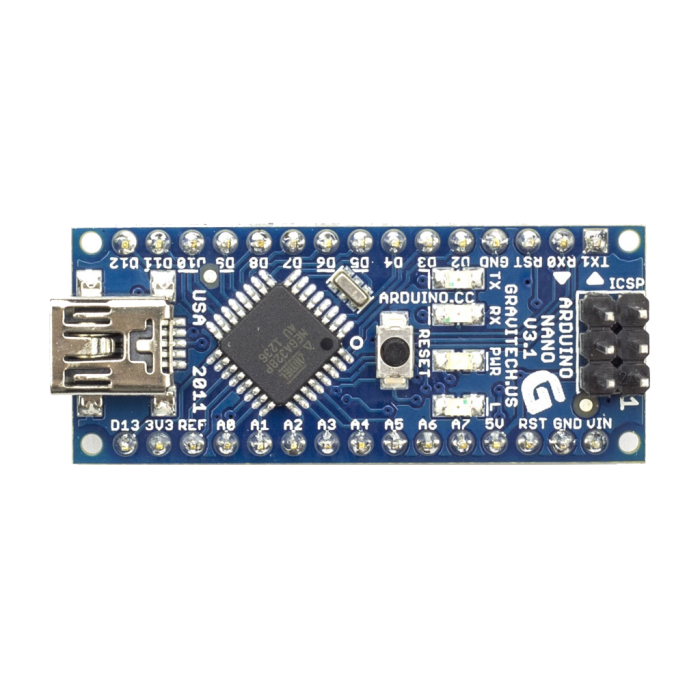 D12 D11 D10 D9 D8 D7 D6 D5 D4 D3 D2 GND RST RX0 TX1
ICSP
ARDUINO.CC
TX
RX
PWR
L
RESET
GRAVITECH.US
ARDUINO
NANO
V3.1
USA
2011
MEGA328P
AU 1236
G
1
D13 3V3 REF A0 A1 A2 A3 A4 A5 A6 A7 5V RST GND VIN